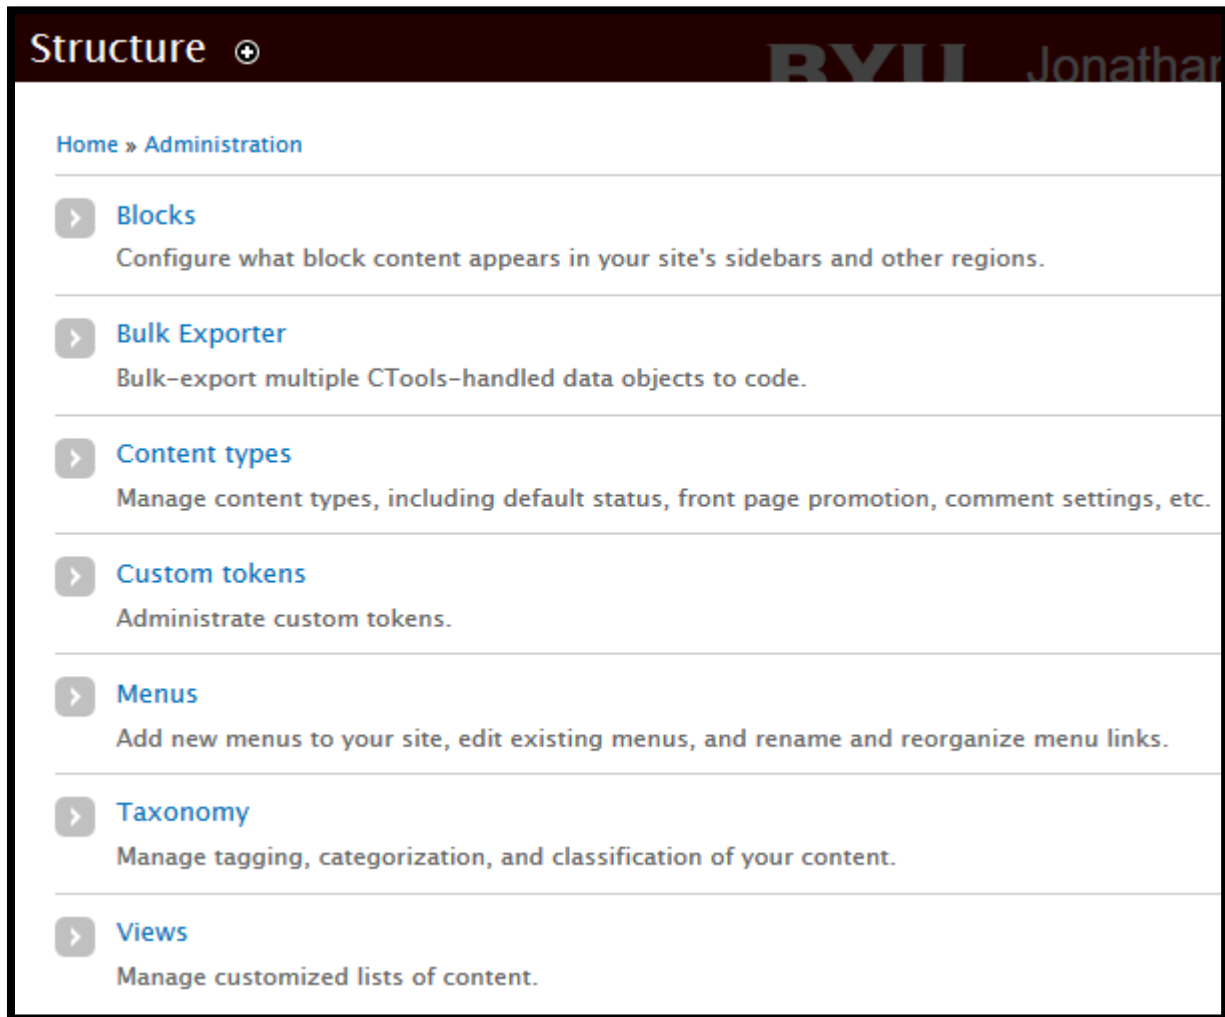 Structure
BYU Jonathan
Home » Administration
Blocks
Configure what block content appears in your site's sidebars and other regions.
Bulk Exporter
Bulk-export multiple CTools-handled data objects to code.
Content types
Manage content types, including default status, front page promotion, comment settings, etc.
Custom tokens
Administrate custom tokens.
Menus
Add new menus to your site, edit existing menus, and rename and reorganize menu links.
Taxonomy
Manage tagging, categorization, and classification of your content.
Views
Manage customized lists of content.